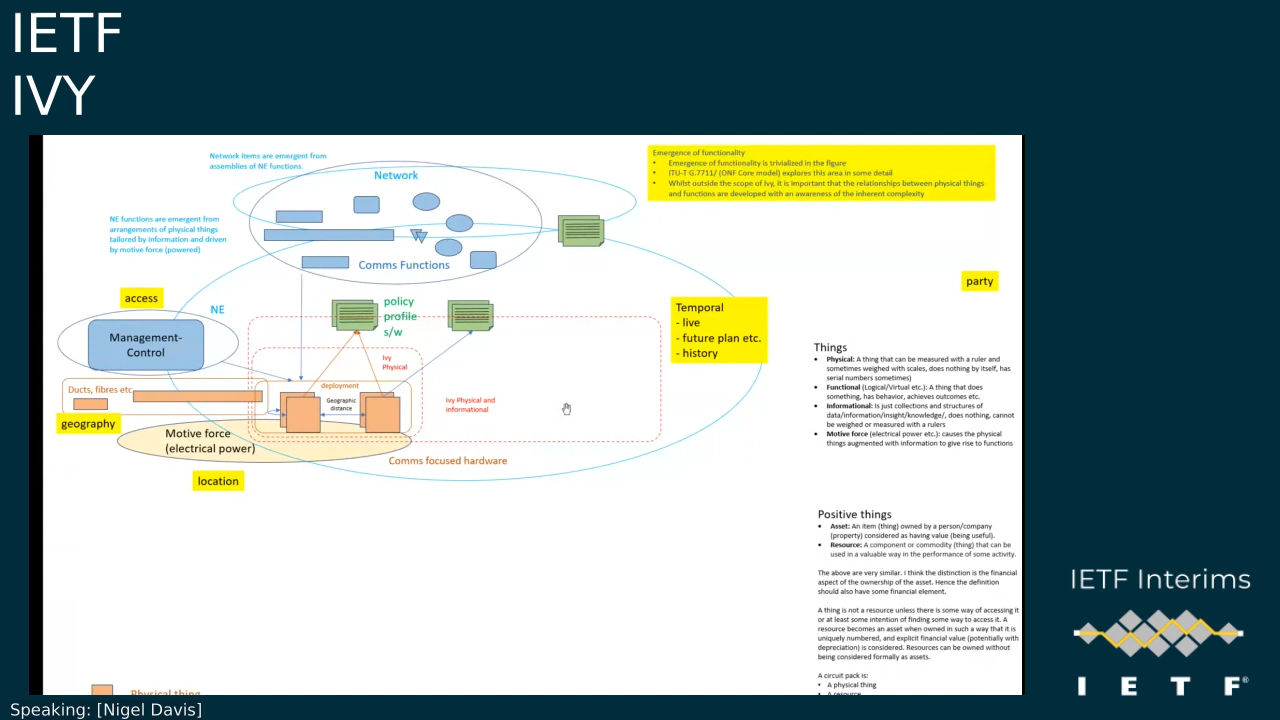 IETF
IVY
Network items are emergent from
assemblies of NE functions.
Network
NE functions are emergent from
arrangements of physical things
tailored by information and driven
by motive force (powered)
Comms Functions
Emergence of functionality
• Emergence of functionality is trivialized in the figure
• ITU-T G.7711/ (ONF Core model) explores this area in some detail
• Whilst outside the scope of Ivy, it is important that the relationships between physical things
and functions are developed with an awareness of the inherent complexity
party
access
NE
policy
profile
s/w
Temporal
- live
- future plan etc.
- history
Management-
Control
Ivy
Physical
deployment
Ducts, fibres etc.
Geographic
distance
Ivy Physical and
informational
geography
Motive force
(electrical power)
Comms focused hardware
location
Things
• Physical: A thing that can be measured with a ruler and
sometimes weighed with scales, does nothing by itself, has
serial numbers sometimes)
• Functional (Logical/Virtual etc.): A thing that does
something, has behavior, achieves outcomes etc.
• Informational: is just collections and structures of
data/information/insight/knowledge/, does nothing, cannot
be weighed or measured with a rulers
• Motive force (electrical power etc.): causes the physical
things augmented with information to give rise to functions
Positive things
• Asset: An item (thing) owned by a person/company
(property) considered as having value (being useful).
• Resource: A component or commodity (thing) that can be
used in a valuable way in the performance of some activity.
The above are very similar. I think the distinction is the financial
aspect of the ownership of the asset. Hence the definition
should also have some financial element.
A thing is not a resource unless there is some way of accessing it
or at least some intention of finding some way to access it. A
resource becomes an asset when owned in such a way that it is
uniquely numbered, and explicit financial value (potentially with
depreciation) is considered. Resources can be owned without
being considered formally as assets.
A circuit pack is:
• A physical thing
• A resource
Physical thing
IETF Interims
I E T F®
Speaking: [Nigel Davis]